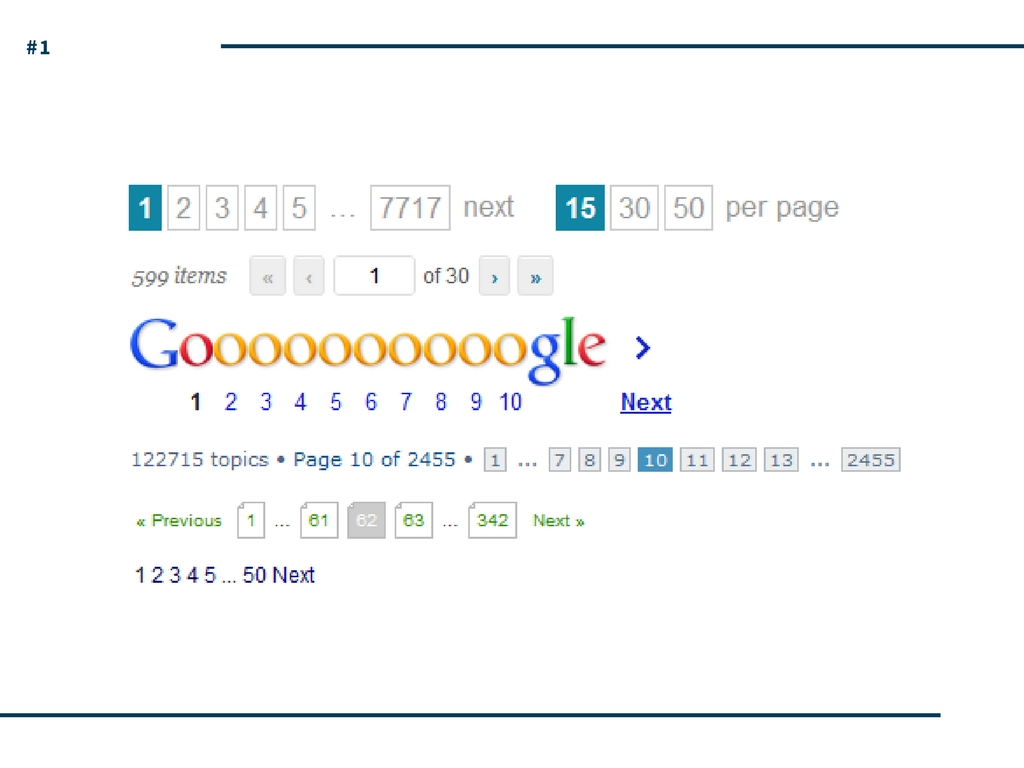 #1
1 2 3 4 5 ... 7717 next 15 30 50 per page
599 items « ‹ 1 of 30 › »
Goooooooooogle >
1 2 3 4 5 6 7 8 9 10 Next
122715 topics • Page 10 of 2455 • 1 ... 7 8 9 10 11 12 13 ... 2455
« Previous 1 ... 61 62 63 ... 342 Next »
1 2 3 4 5 ... 50 Next